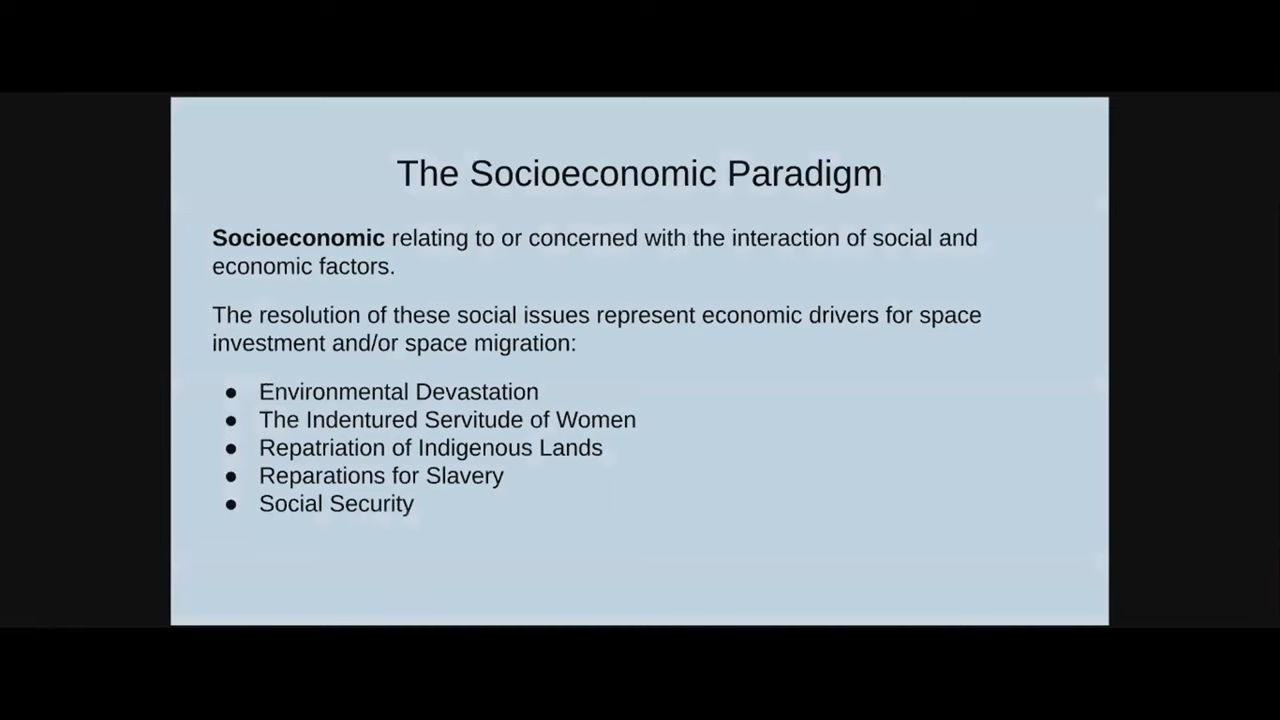 The Socioeconomic Paradigm
Socioeconomic relating to or concerned with the interaction of social and
economic factors.
The resolution of these social issues represent economic drivers for space
investment and/or space migration:
● Environmental Devastation
● The Indentured Servitude of Women
● Repatriation of Indigenous Lands
● Reparations for Slavery
● Social Security